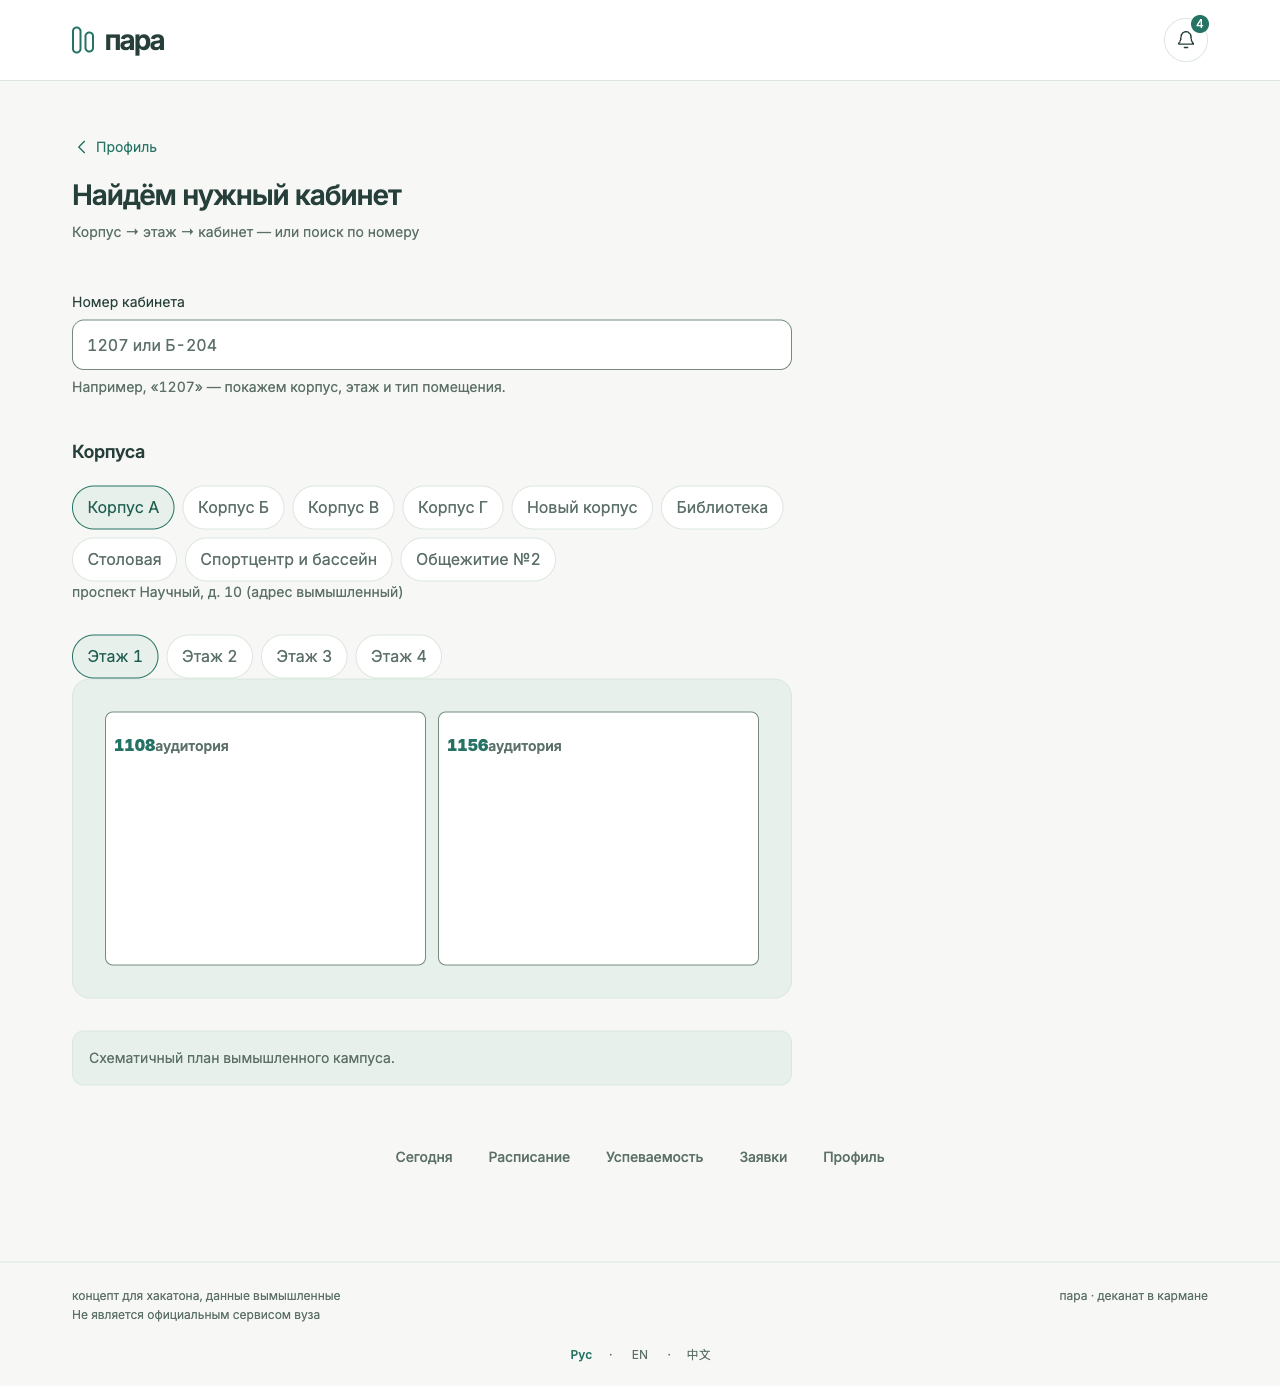 пара
4
Профиль
Найдём нужный кабинет
Корпус → этаж → кабинет — или поиск по номеру
Номер кабинета
1207 или Б-204
Например, «1207» — покажем корпус, этаж и тип помещения.
Корпуса
Корпус А Корпус Б Корпус В Корпус Г Новый корпус Библиотека
Столовая Спортцентр и бассейн Общежитие №2
проспект Научный, д. 10 (адрес вымышленный)
Этаж 1 Этаж 2 Этаж 3 Этаж 4
1108аудитория 1156аудитория
Схематичный план вымышленного кампуса.
Сегодня Расписание Успеваемость Заявки Профиль
концепт для хакатона, данные вымышленные
Не является официальным сервисом вуза
пара · деканат в кармане
Рус · EN · 中文